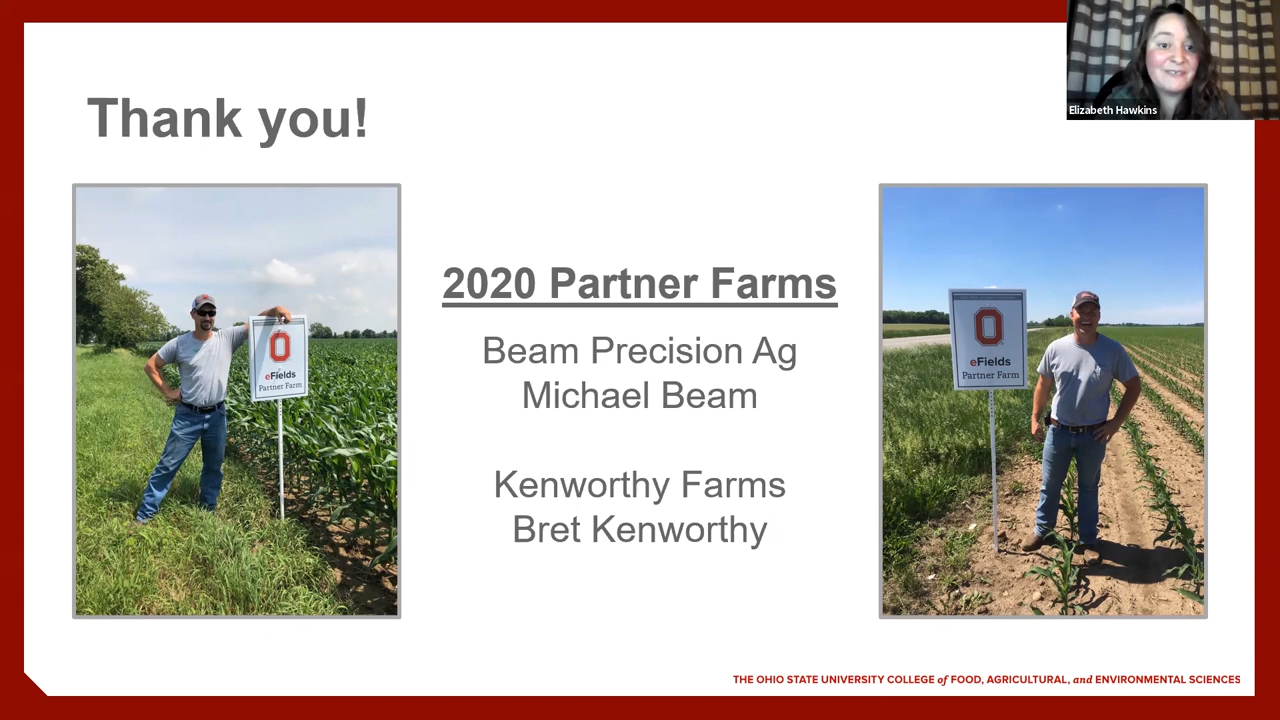 Elizabeth Hawkins
Thank you!
O
eFields
Partner Farm
2020 Partner Farms
Beam Precision Ag
Michael Beam
Kenworthy Farms
Bret Kenworthy
O
eFields
Partner Farm
THE OHIO STATE UNIVERSITY COLLEGE of FOOD, AGRICULTURAL, and ENVIRONMENTAL SCIENCES